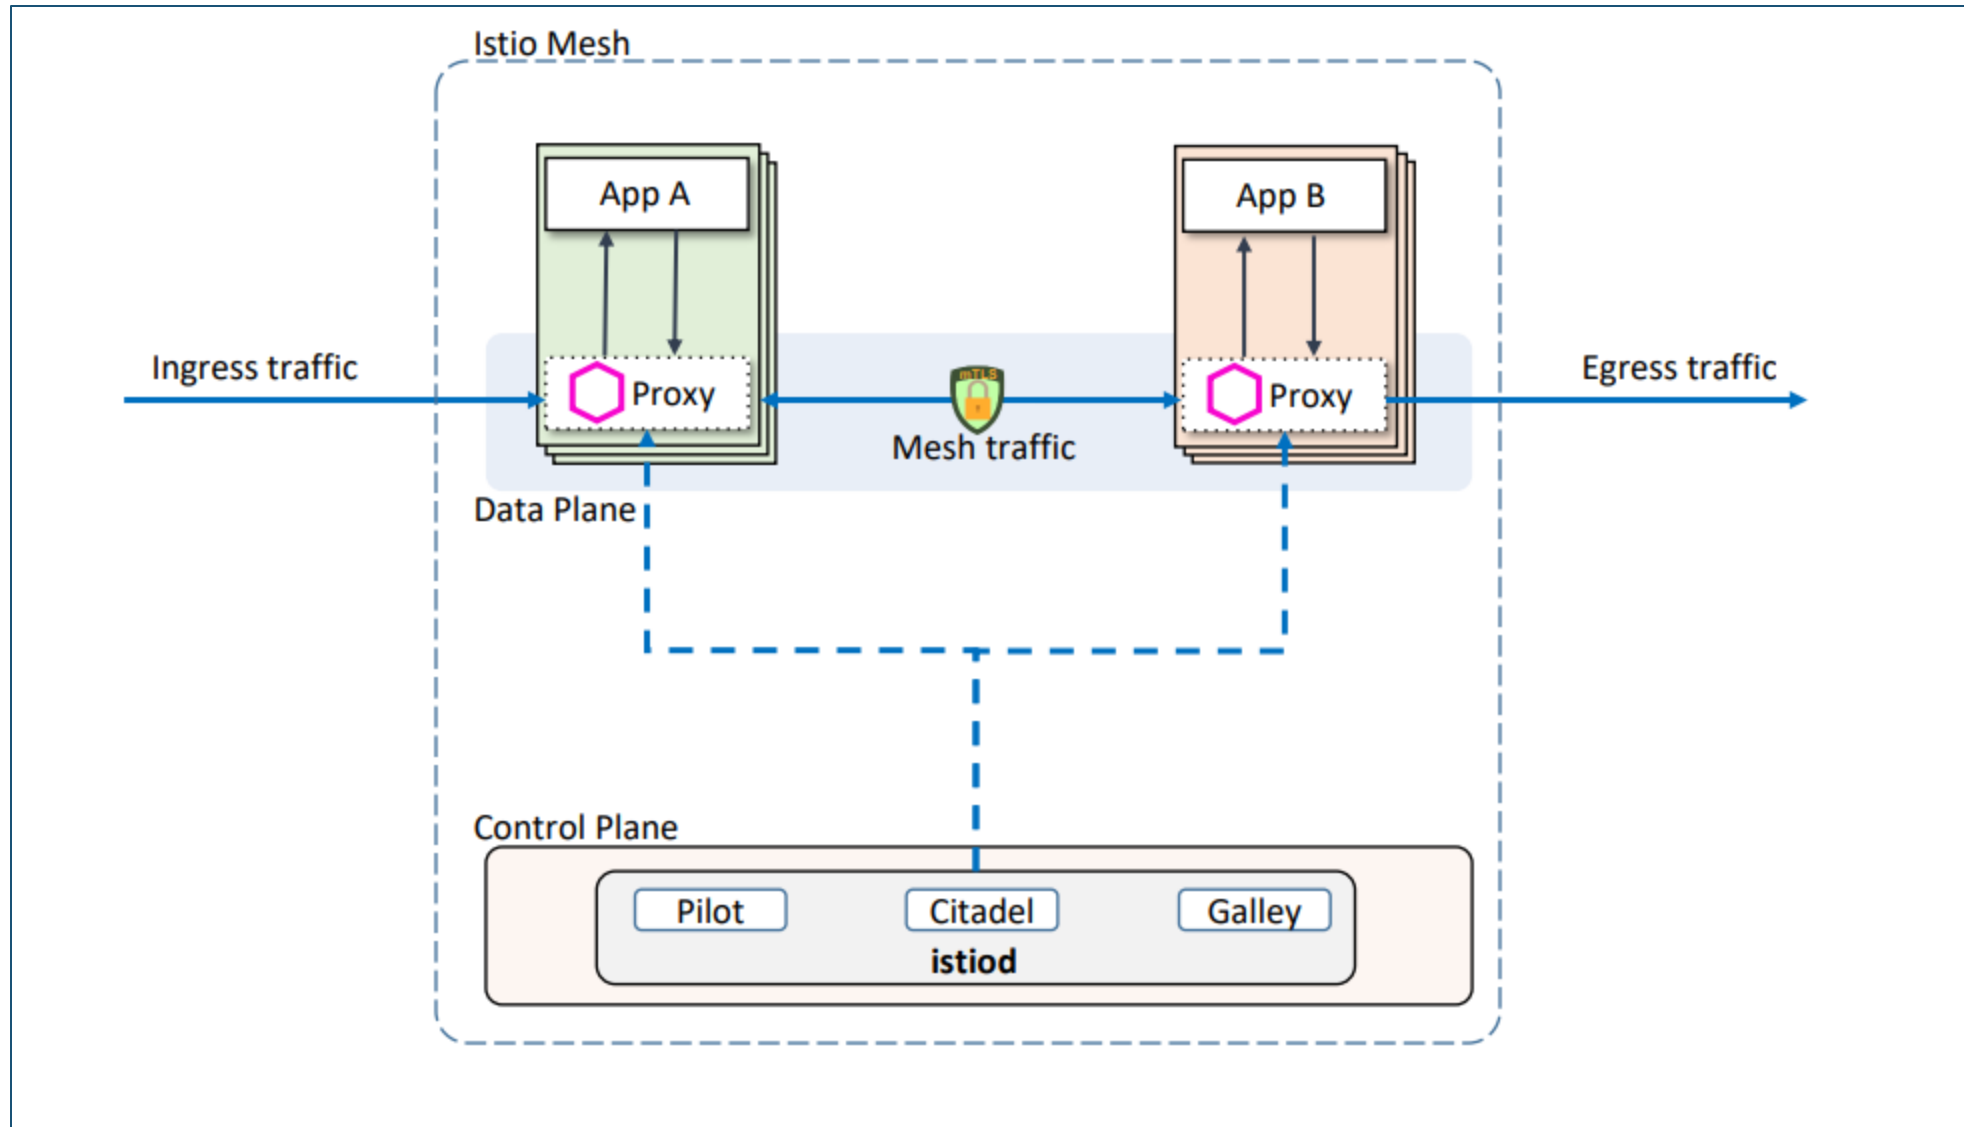 Istio Mesh
App A
App B
Ingress traffic
Proxy
mTLS
Mesh traffic
Proxy
Egress traffic
Data Plane
Control Plane
Pilot
Citadel
Galley
istiod